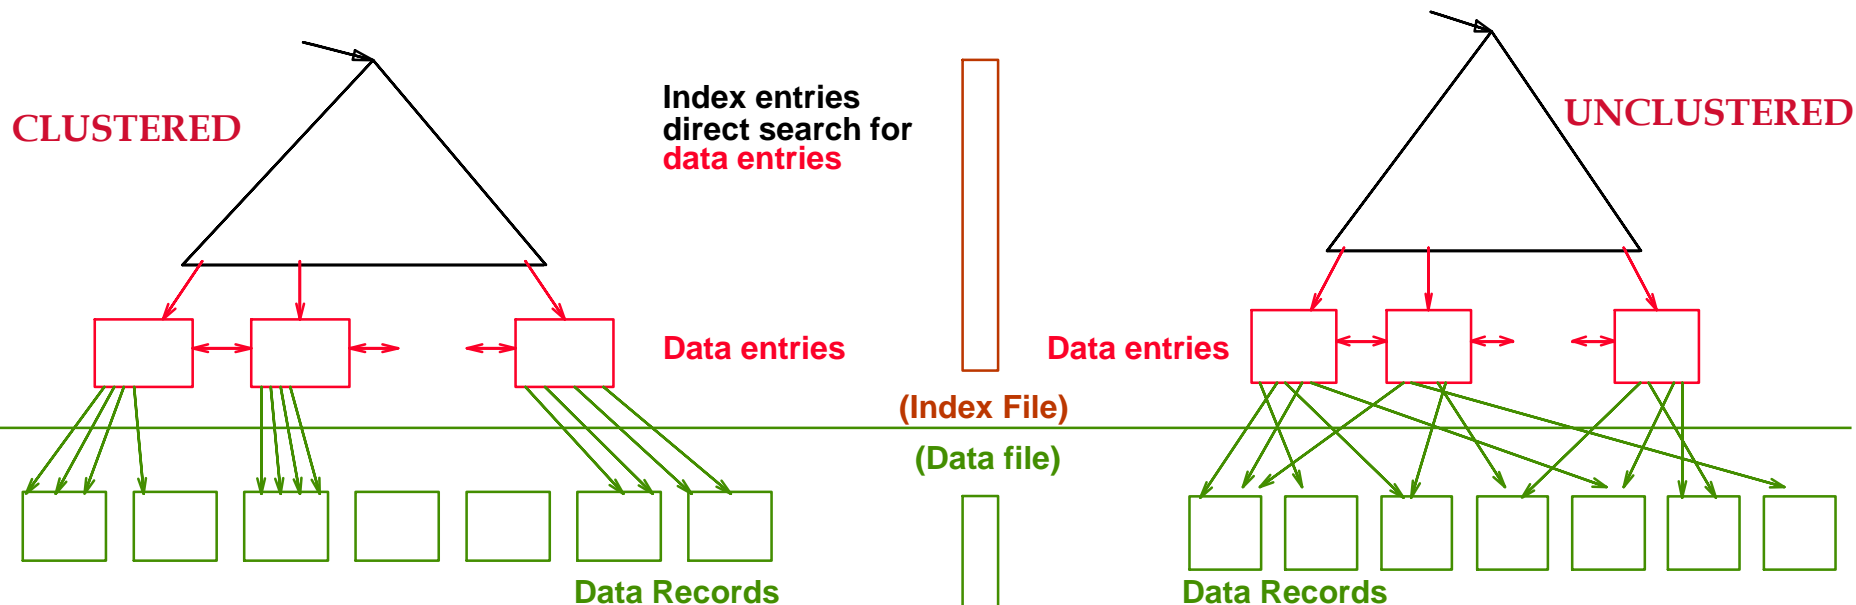 CLUSTERED
Index entries
direct search for
data entries
UNCLUSTERED
Data entries
Data entries
(Index File)
(Data file)
Data Records
Data Records